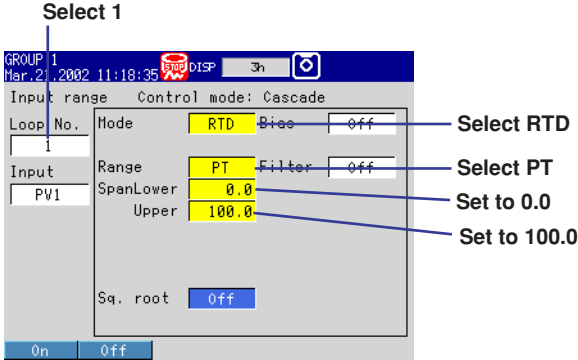 Select 1
GROUP 1
Mar.21.2002 11:18:35 STOP DISP 3h
Input range Control mode: Cascade
Loop No. Mode RTD Bias Off Select RTD
1
Input Range PT Filter Off Select PT
PV1 SpanLower 0.0 Set to 0.0
Upper 100.0 Set to 100.0
Sq. root Off
On Off